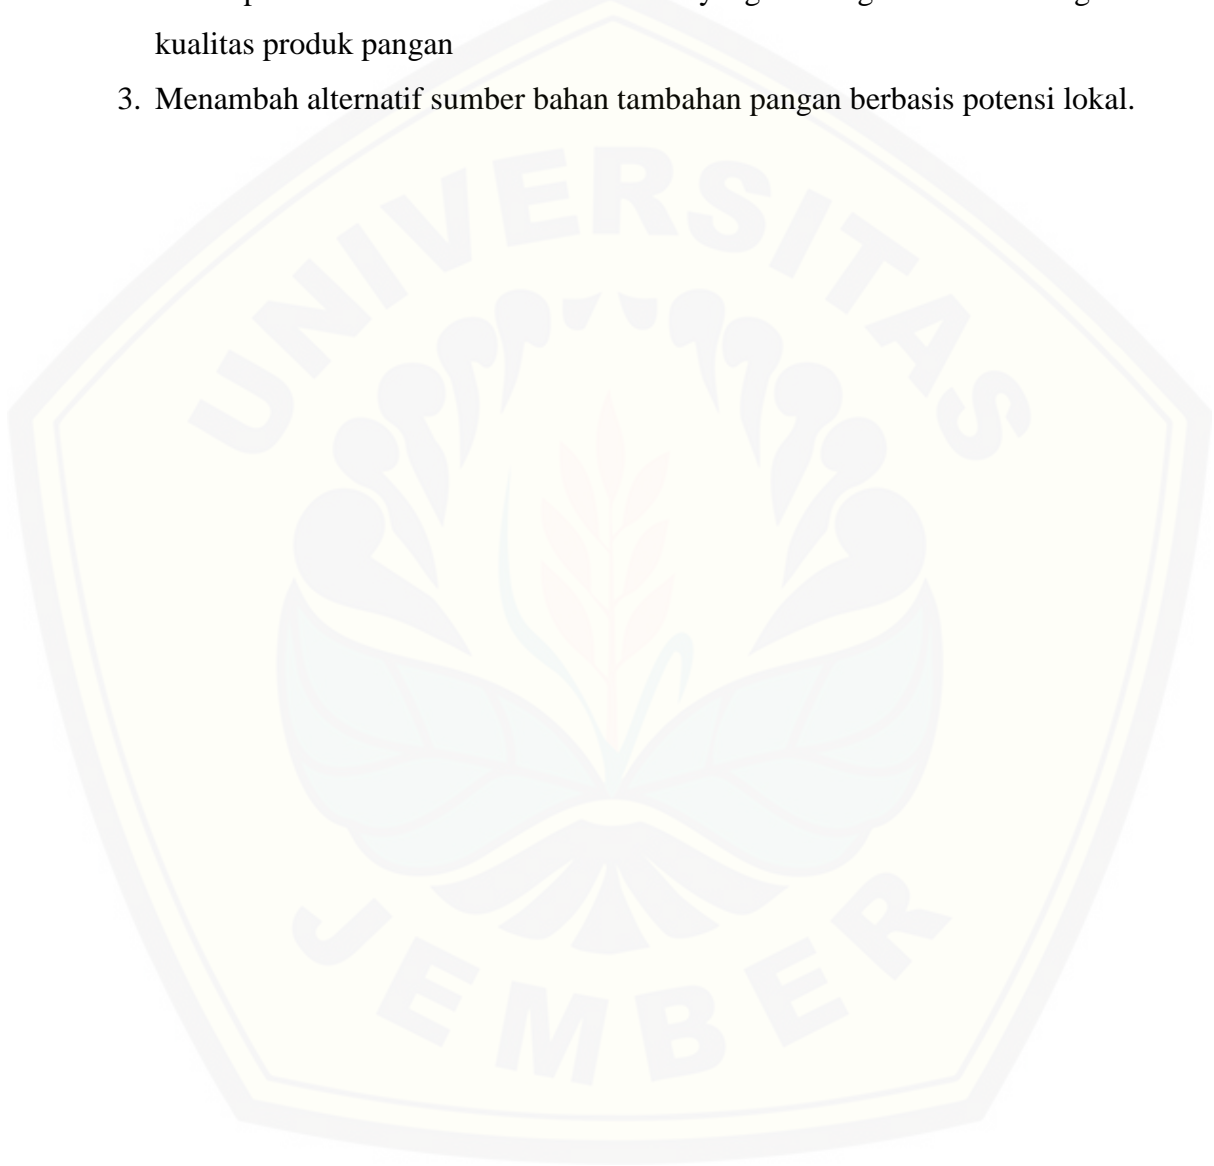 kualitas produk pangan
3. Menambah alternatif sumber bahan tambahan pangan berbasis potensi lokal.
UNIVERSITAS
JEMBER